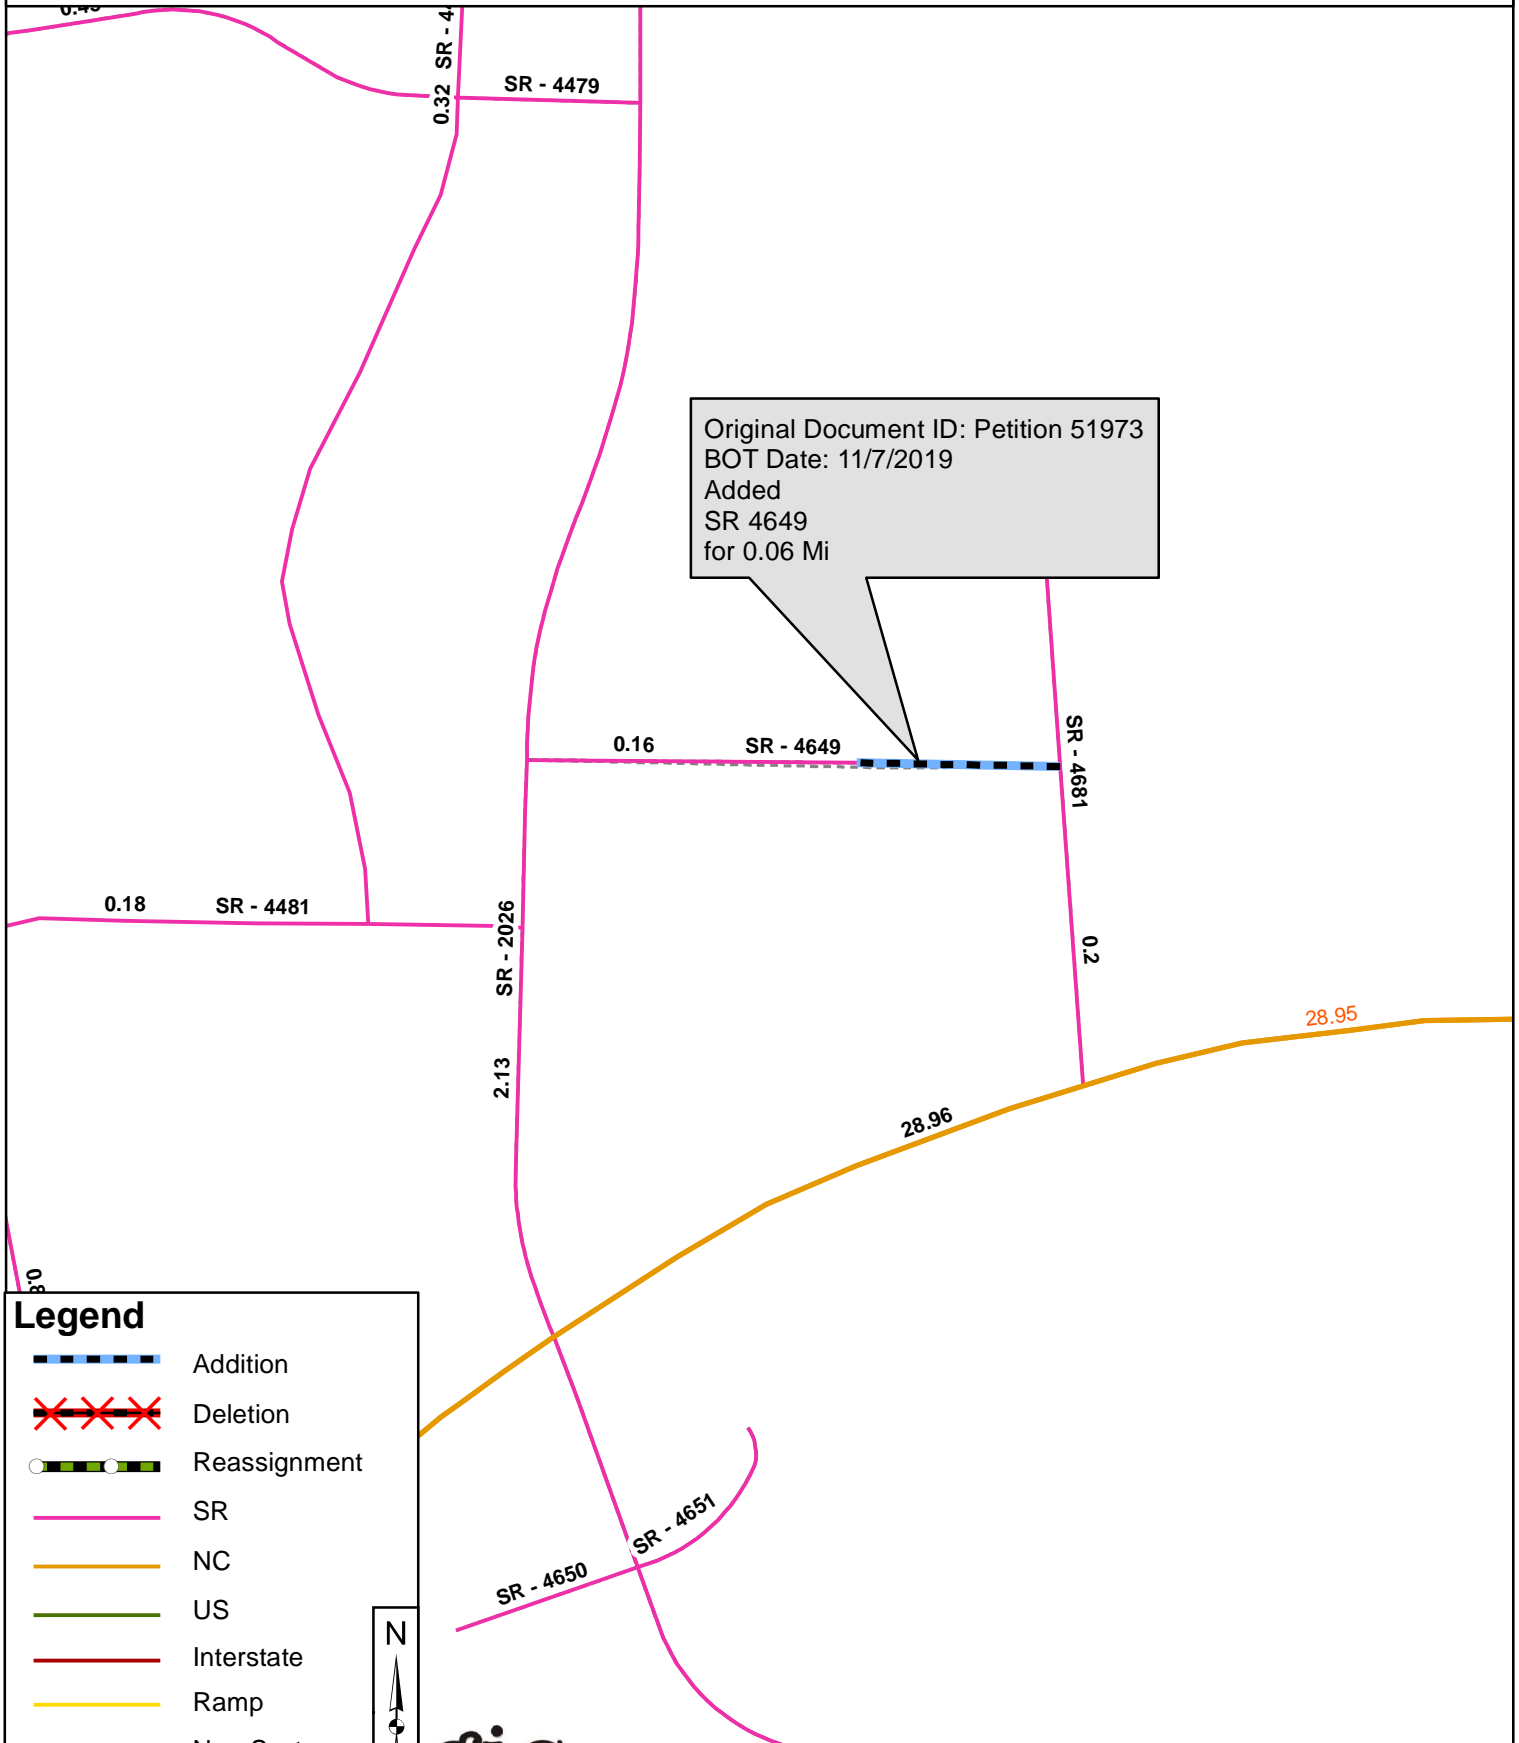 SR - 4479
0.32
Original Document ID: Petition 51973
BOT Date: 11/7/2019
Added
SR 4649
for 0.06 Mi
0.16 SR - 4649
SR - 4681
0.18 SR - 4481
SR - 2026
0.2
28.95
2.13
28.96
Legend
Addition
Deletion
Reassignment
SR
NC
US
Interstate
Ramp
N
SR - 4651
SR - 4650